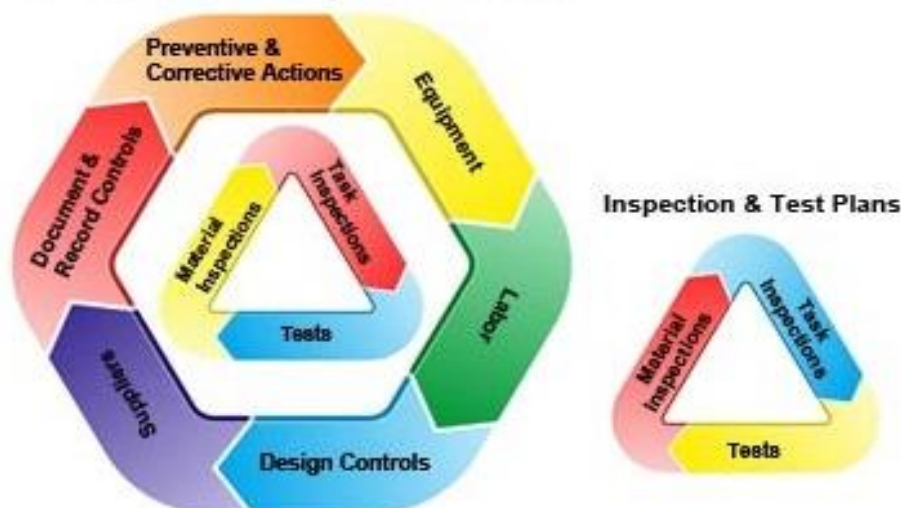 Preventive &
Corrective Actions
Equipment
Labor
Design Controls
Suppliers
Document &
Record Controls
Task
Inspections
Tests
Material
Inspections
Inspection & Test Plans
Task
Inspections
Tests
Material
Inspections